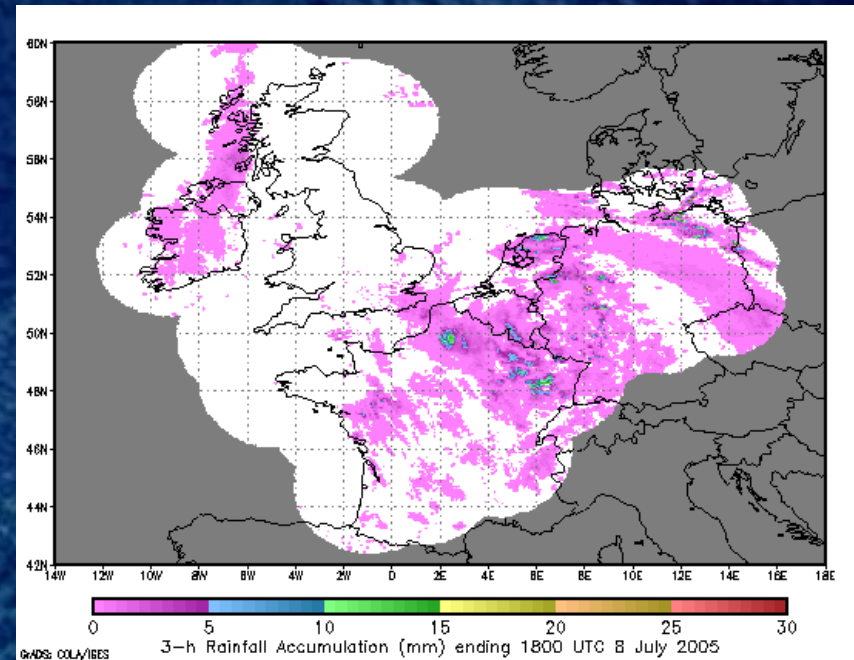 60N
58N
56N
54N
52N
50N
48N
46N
44N
42N
14W 12W 10W 8W 6W 4W 2W 0 2E 4E 6E 8E 10E 12E 14E 16E 18E
0 5 10 15 20 25 30
3-h Rainfall Accumulation (mm) ending 1800 UTC 8 July 2005
GrADS: COLA/IGES